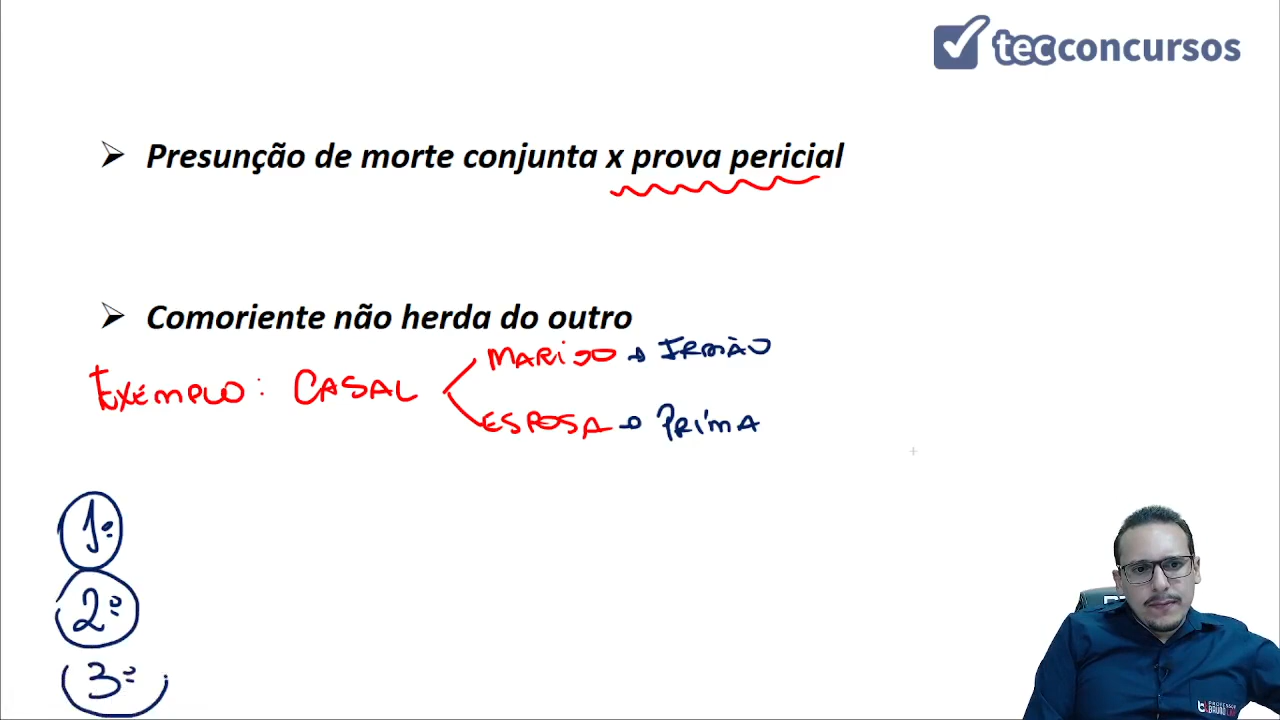 tecconcursos
Presunção de morte conjunta x prova pericial
Comoriente não herda do outro
MARIDO → IRMÃO
EXEMPLO: CASAL
ESPOSA → PRIMA
1º
2º
3º
PROFESSOR